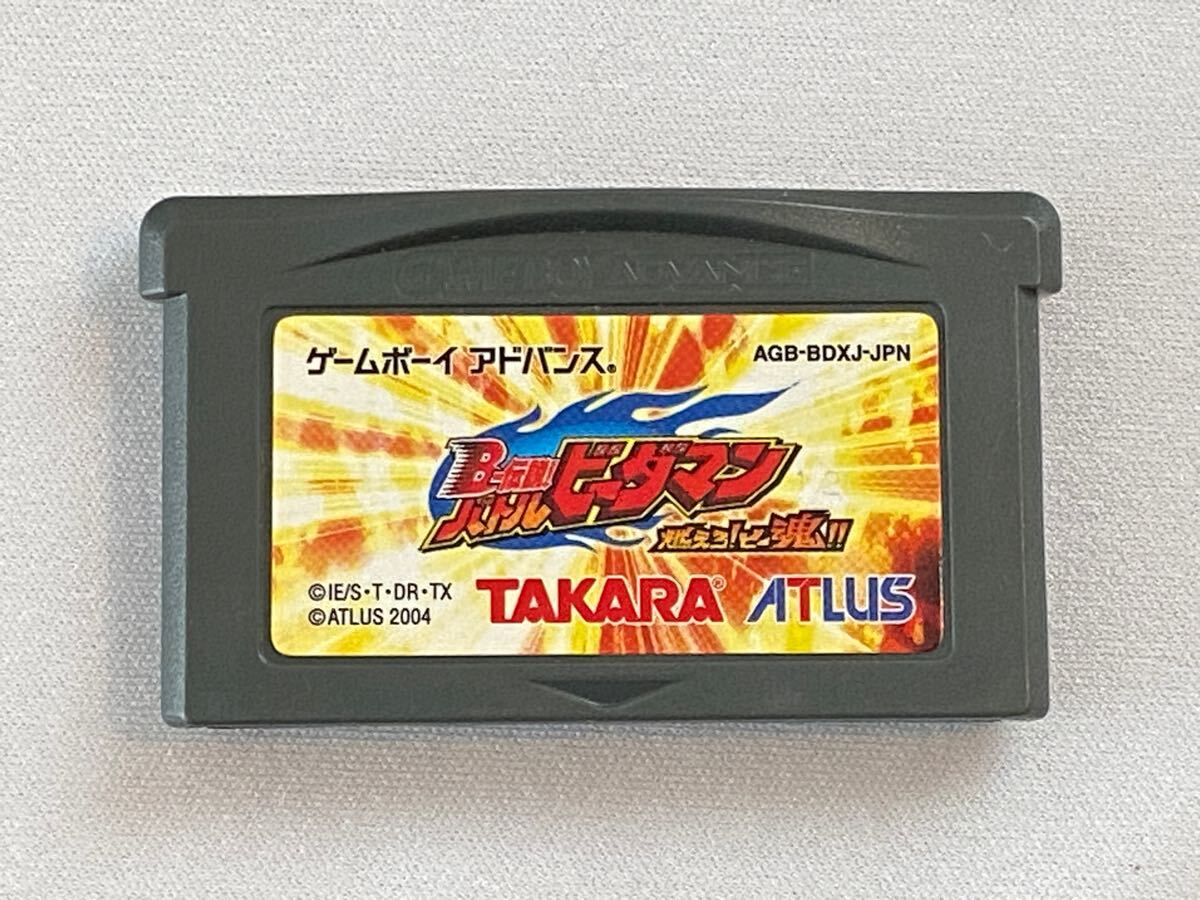 GAME BOY ADVANCE
ゲームボーイ アドバンス®
AGB-BDXJ-JPN
B-伝説!
バトルビーダマン
燃えろ!ビー魂!!
©IE/S・T・DR・TX
©ATLUS 2004
TAKARA®
ATLUS